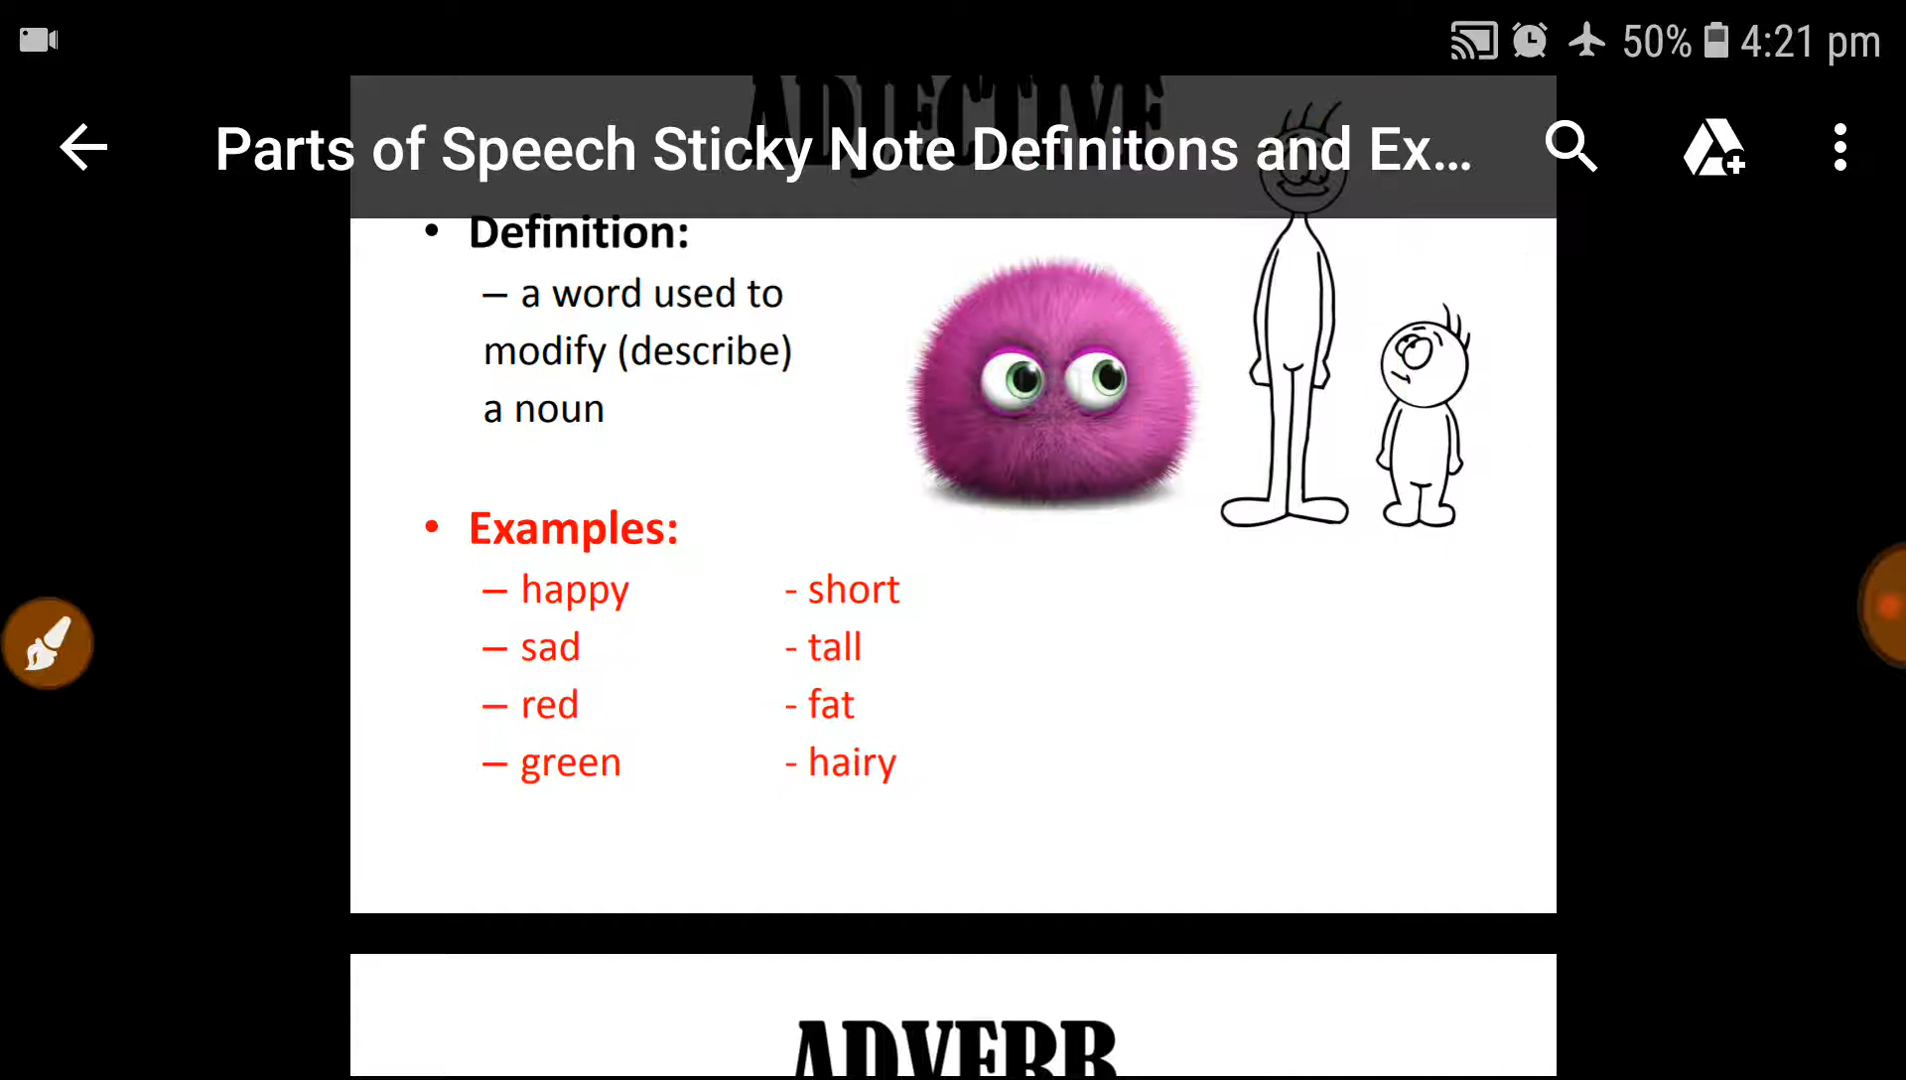 50% 4:21 pm
ADJECTIVE
Parts of Speech Sticky Note Definitons and Ex...
• Definition:
– a word used to
modify (describe)
a noun
• Examples:
– happy - short
– sad - tall
– red - fat
– green - hairy
ADVERB